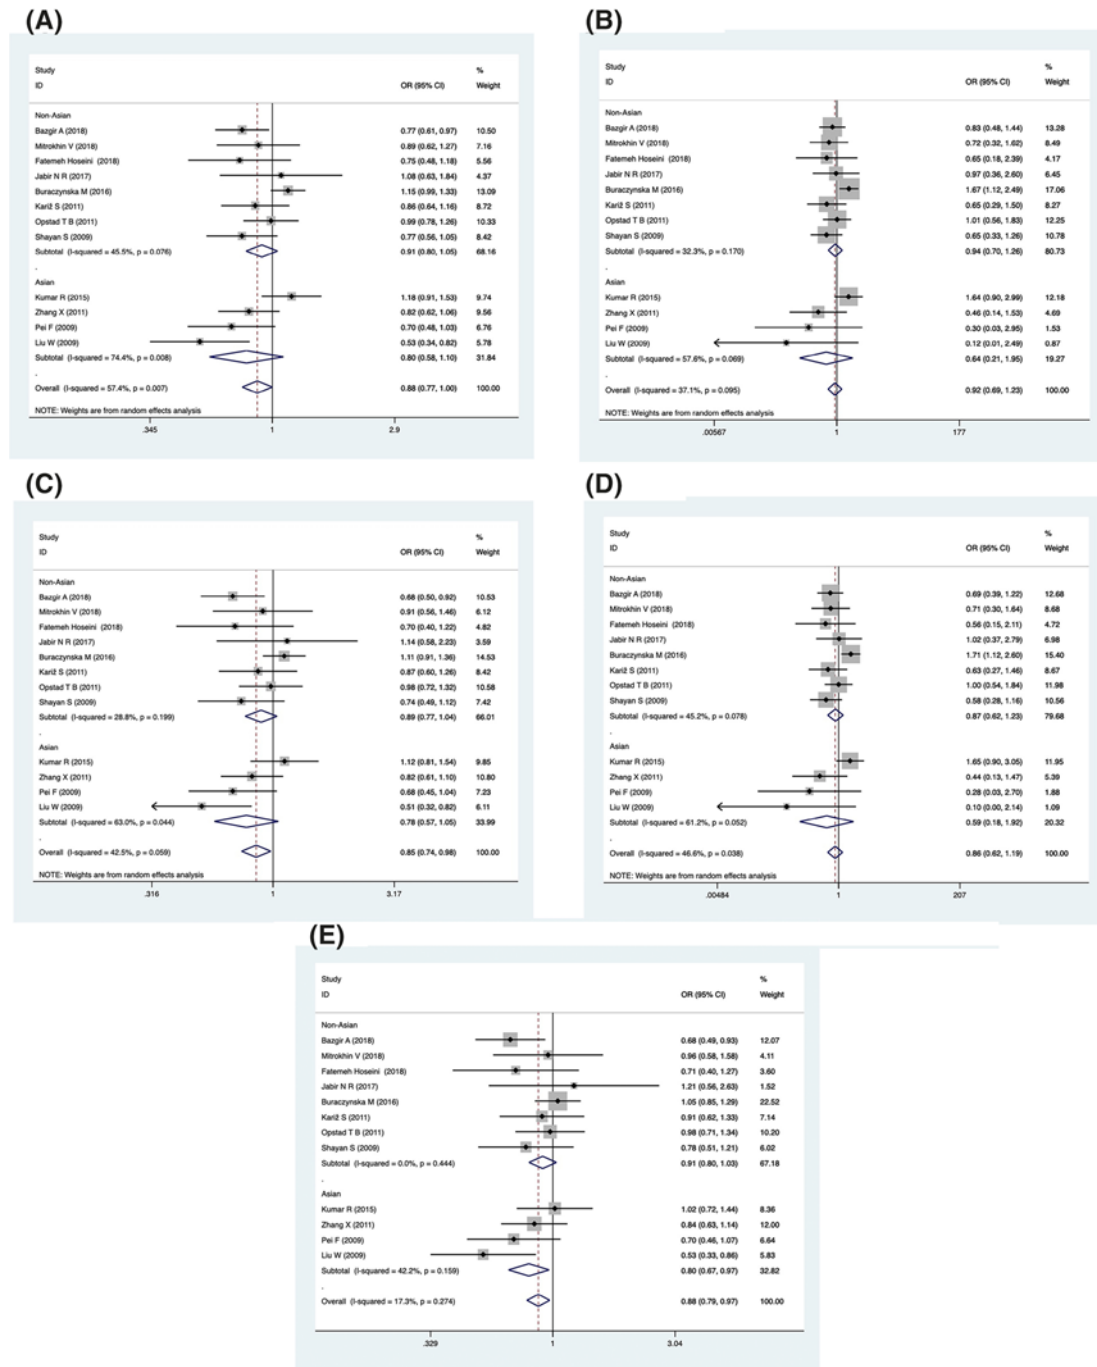 (A)
Study %
ID OR (95% CI) Weight
Non-Asian
Bazgir A (2018) 0.77 (0.61, 0.97) 10.50
Mitrokhin V (2018) 0.89 (0.62, 1.27) 7.16
Fatemeh Hoseini (2018) 0.75 (0.48, 1.18) 5.56
Jabir N R (2017) 1.08 (0.63, 1.84) 4.37
Buraczynska M (2016) 1.15 (0.99, 1.33) 13.09
Kariž S (2011) 0.86 (0.64, 1.16) 8.72
Opstad T B (2011) 0.99 (0.78, 1.26) 10.33
Shayan S (2009) 0.77 (0.56, 1.05) 8.42
Subtotal (I-squared = 45.5%, p = 0.076) 0.91 (0.80, 1.05) 68.16
.
Asian
Kumar R (2015) 1.18 (0.91, 1.53) 9.74
Zhang X (2011) 0.82 (0.62, 1.06) 9.56
Pei F (2009) 0.70 (0.48, 1.03) 6.76
Liu W (2009) 0.53 (0.34, 0.82) 5.78
Subtotal (I-squared = 74.4%, p = 0.008) 0.80 (0.58, 1.10) 31.84
.
Overall (I-squared = 57.4%, p = 0.007) 0.88 (0.77, 1.00) 100.00
NOTE: Weights are from random effects analysis
.345 1 2.9
(B)
Study %
ID OR (95% CI) Weight
Non-Asian
Bazgir A (2018) 0.83 (0.48, 1.44) 13.28
Mitrokhin V (2018) 0.72 (0.32, 1.62) 8.49
Fatemeh Hoseini (2018) 0.65 (0.18, 2.39) 4.17
Jabir N R (2017) 0.97 (0.36, 2.60) 6.45
Buraczynska M (2016) 1.67 (1.12, 2.49) 17.06
Kariž S (2011) 0.65 (0.29, 1.50) 8.27
Opstad T B (2011) 1.01 (0.56, 1.83) 12.25
Shayan S (2009) 0.65 (0.33, 1.26) 10.78
Subtotal (I-squared = 32.3%, p = 0.170) 0.94 (0.70, 1.26) 80.73
.
Asian
Kumar R (2015) 1.64 (0.90, 2.99) 12.18
Zhang X (2011) 0.46 (0.14, 1.53) 4.69
Pei F (2009) 0.30 (0.03, 2.95) 1.53
Liu W (2009) 0.12 (0.01, 2.49) 0.87
Subtotal (I-squared = 57.6%, p = 0.069) 0.64 (0.21, 1.95) 19.27
.
Overall (I-squared = 37.1%, p = 0.095) 0.92 (0.69, 1.23) 100.00
NOTE: Weights are from random effects analysis
.00567 1 177
(C)
Study %
ID OR (95% CI) Weight
Non-Asian
Bazgir A (2018) 0.68 (0.50, 0.92) 10.53
Mitrokhin V (2018) 0.91 (0.56, 1.46) 6.12
Fatemeh Hoseini (2018) 0.70 (0.40, 1.22) 4.82
Jabir N R (2017) 1.14 (0.58, 2.23) 3.59
Buraczynska M (2016) 1.11 (0.91, 1.36) 14.53
Kariž S (2011) 0.87 (0.60, 1.26) 8.42
Opstad T B (2011) 0.98 (0.72, 1.32) 10.58
Shayan S (2009) 0.74 (0.49, 1.12) 7.42
Subtotal (I-squared = 28.8%, p = 0.199) 0.89 (0.77, 1.04) 66.01
.
Asian
Kumar R (2015) 1.12 (0.81, 1.54) 9.85
Zhang X (2011) 0.82 (0.61, 1.10) 10.80
Pei F (2009) 0.68 (0.45, 1.04) 7.23
Liu W (2009) 0.51 (0.32, 0.82) 6.11
Subtotal (I-squared = 63.0%, p = 0.044) 0.78 (0.57, 1.05) 33.99
.
Overall (I-squared = 42.5%, p = 0.059) 0.85 (0.74, 0.98) 100.00
NOTE: Weights are from random effects analysis
.316 1 3.17
(D)
Study %
ID OR (95% CI) Weight
Non-Asian
Bazgir A (2018) 0.69 (0.39, 1.22) 12.68
Mitrokhin V (2018) 0.71 (0.30, 1.64) 8.68
Fatemeh Hoseini (2018) 0.56 (0.15, 2.11) 4.72
Jabir N R (2017) 1.02 (0.37, 2.79) 6.98
Buraczynska M (2016) 1.71 (1.12, 2.60) 15.40
Kariž S (2011) 0.63 (0.27, 1.46) 8.67
Opstad T B (2011) 1.00 (0.54, 1.84) 11.98
Shayan S (2009) 0.58 (0.28, 1.16) 10.56
Subtotal (I-squared = 45.2%, p = 0.078) 0.87 (0.62, 1.23) 79.68
.
Asian
Kumar R (2015) 1.65 (0.90, 3.05) 11.95
Zhang X (2011) 0.44 (0.13, 1.47) 5.39
Pei F (2009) 0.28 (0.03, 2.70) 1.88
Liu W (2009) 0.10 (0.00, 2.14) 1.09
Subtotal (I-squared = 61.2%, p = 0.052) 0.59 (0.18, 1.92) 20.32
.
Overall (I-squared = 46.6%, p = 0.038) 0.86 (0.62, 1.19) 100.00
NOTE: Weights are from random effects analysis
.00484 1 207
(E)
Study %
ID OR (95% CI) Weight
Non-Asian
Bazgir A (2018) 0.68 (0.49, 0.93) 12.07
Mitrokhin V (2018) 0.96 (0.58, 1.58) 4.11
Fatemeh Hoseini (2018) 0.71 (0.40, 1.27) 3.60
Jabir N R (2017) 1.21 (0.56, 2.63) 1.52
Buraczynska M (2016) 1.05 (0.85, 1.29) 22.52
Kariž S (2011) 0.91 (0.62, 1.33) 7.14
Opstad T B (2011) 0.98 (0.71, 1.34) 10.20
Shayan S (2009) 0.78 (0.51, 1.21) 6.02
Subtotal (I-squared = 0.0%, p = 0.444) 0.91 (0.80, 1.03) 67.18
.
Asian
Kumar R (2015) 1.02 (0.72, 1.44) 8.36
Zhang X (2011) 0.84 (0.63, 1.14) 12.00
Pei F (2009) 0.70 (0.46, 1.07) 6.64
Liu W (2009) 0.53 (0.33, 0.86) 5.83
Subtotal (I-squared = 42.2%, p = 0.159) 0.80 (0.67, 0.97) 32.82
.
Overall (I-squared = 17.3%, p = 0.274) 0.88 (0.79, 0.97) 100.00
.329 1 3.04